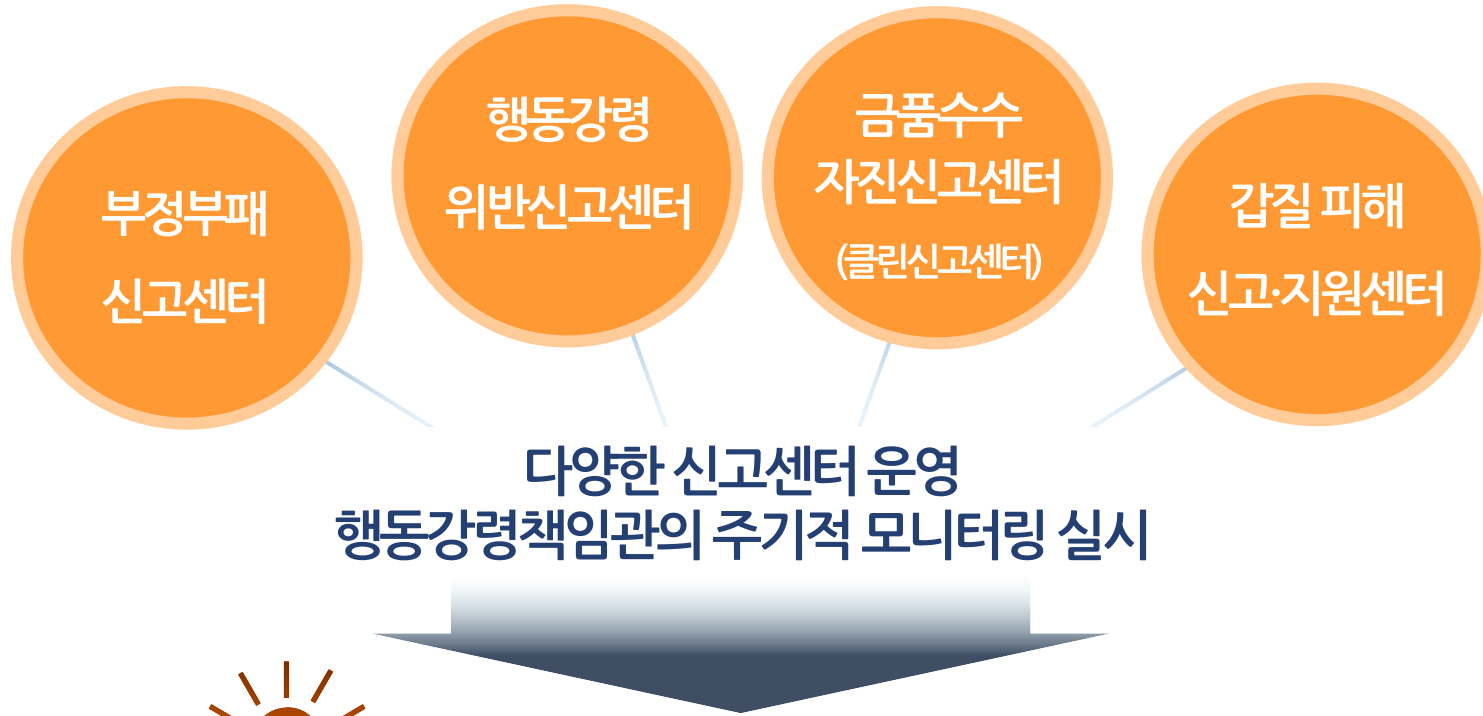 부정부패
신고센터
행동강령
위반신고센터
금품수수
자진신고센터
(클린신고센터)
갑질 피해
신고·지원센터
다양한 신고센터 운영
행동강령책임관의 주기적 모니터링 실시